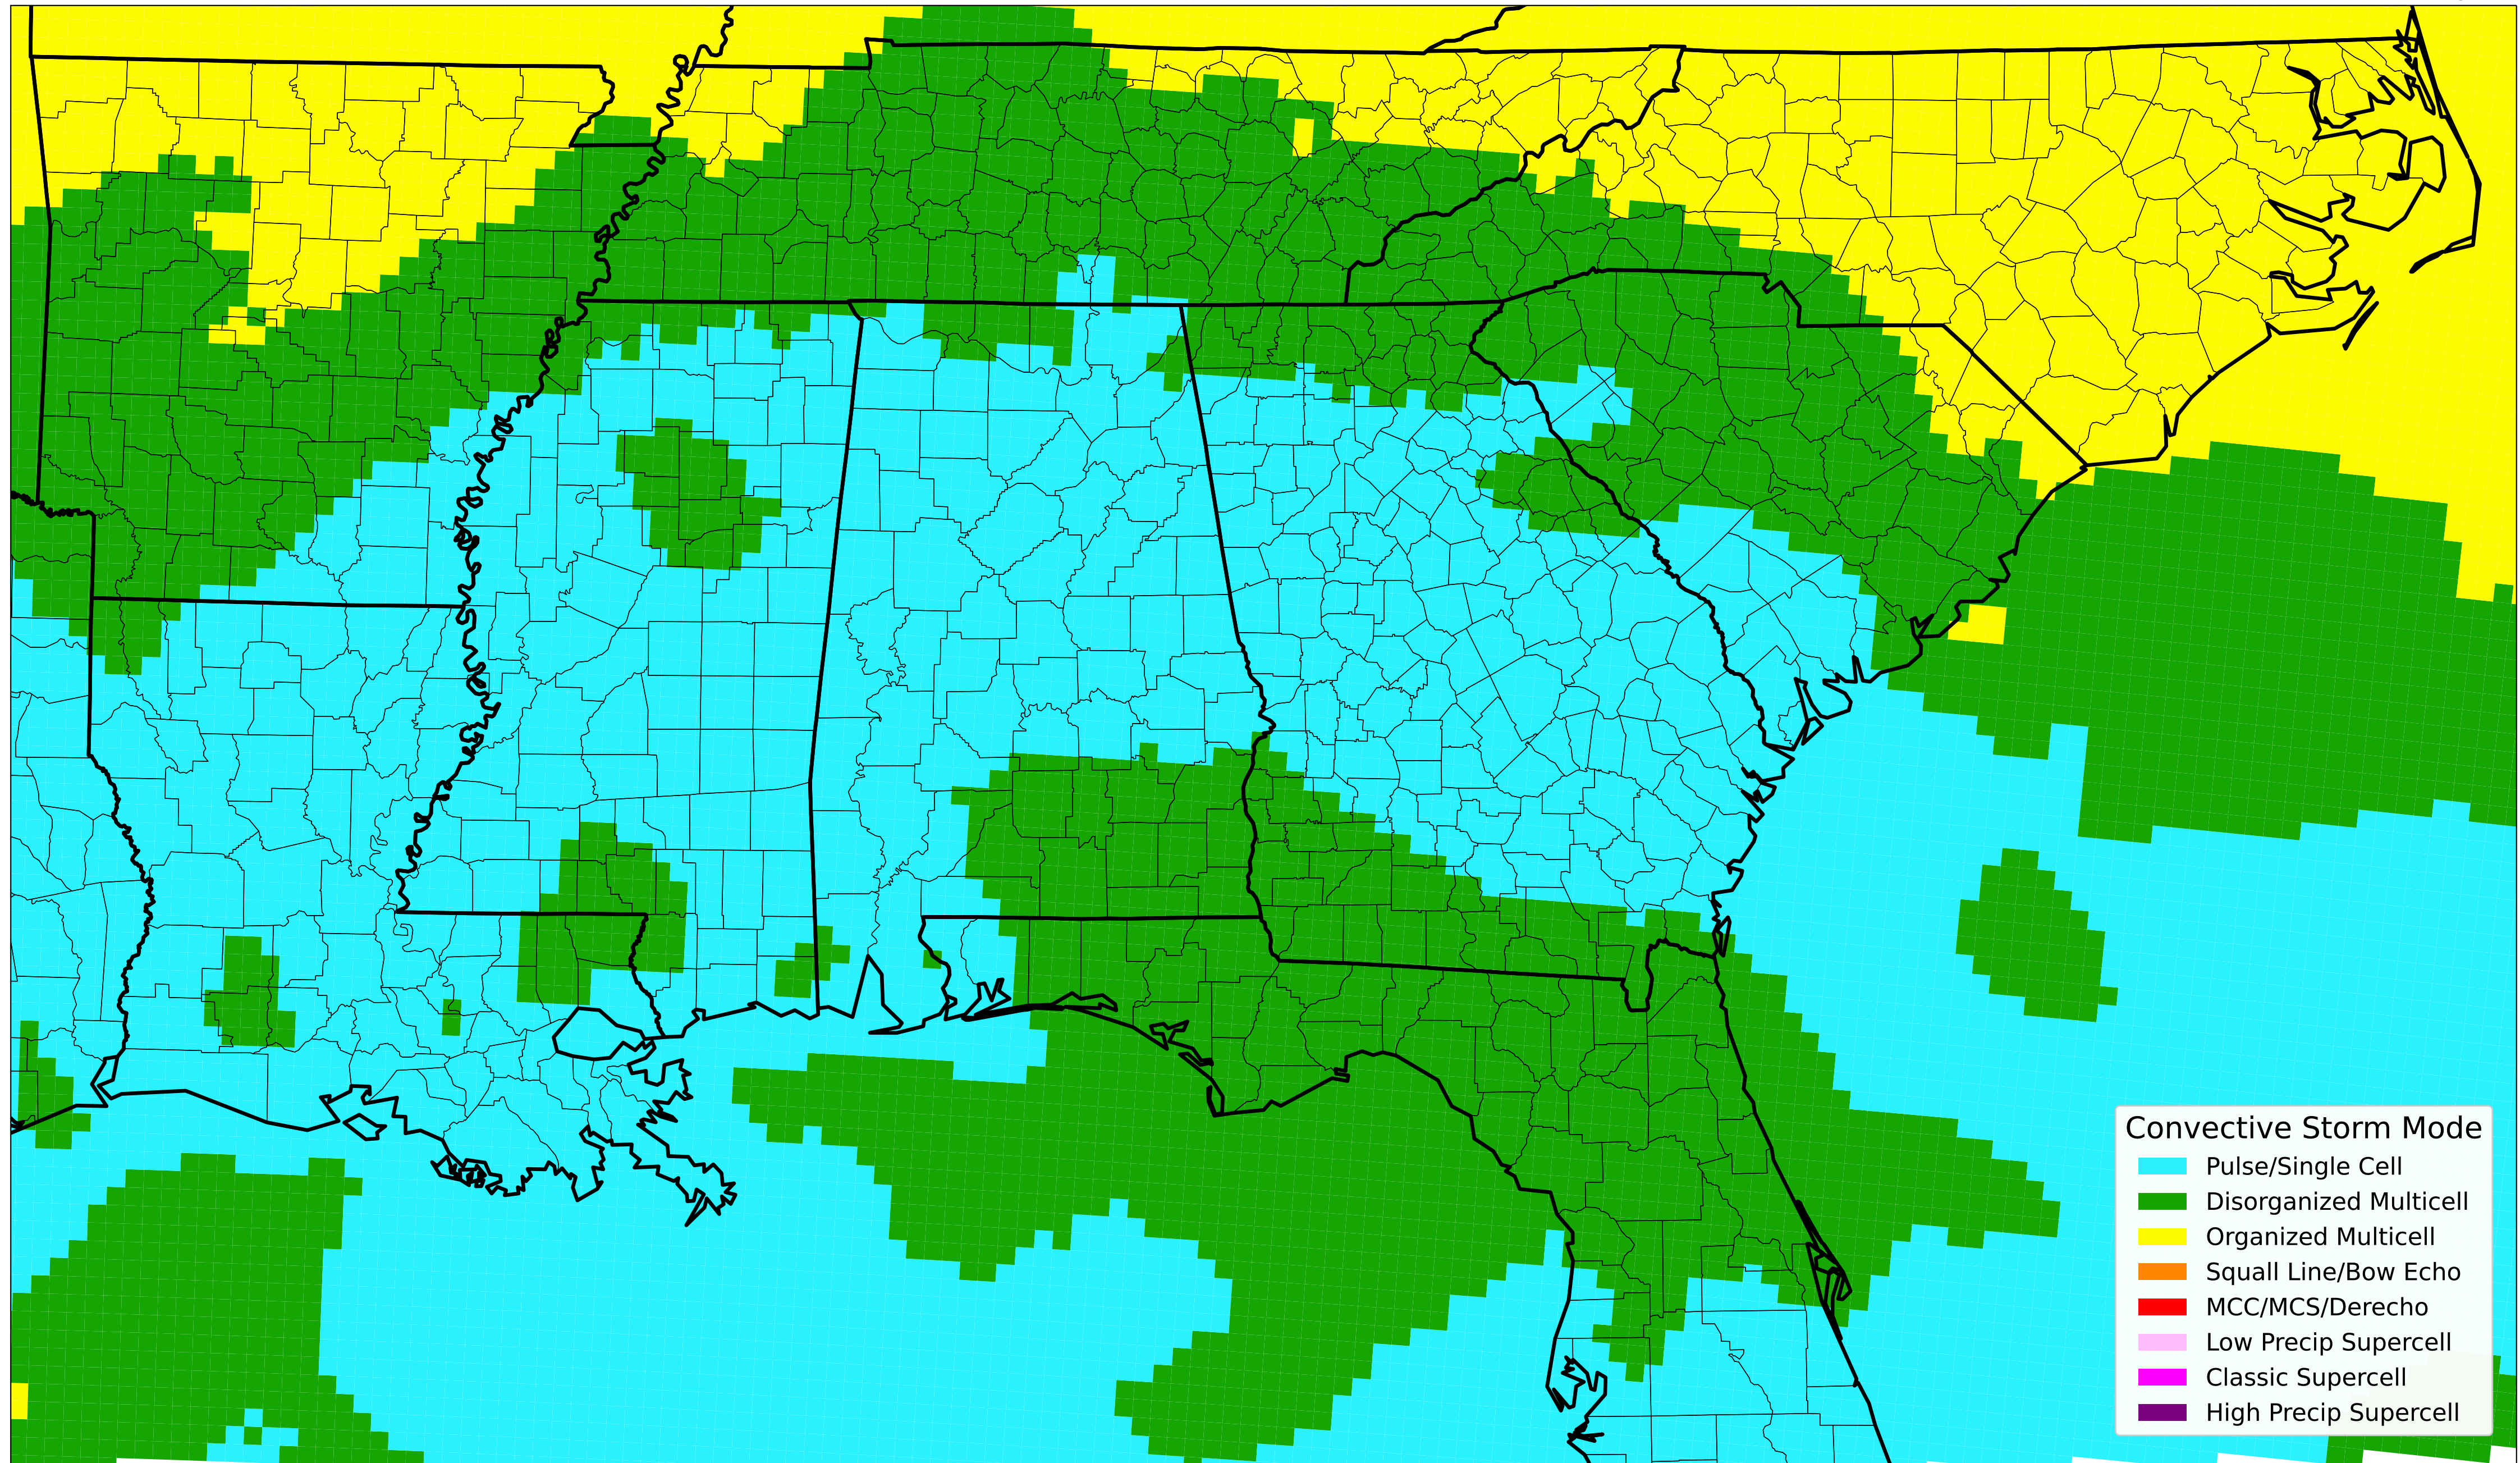 Convective Storm Mode
Pulse/Single Cell
Disorganized Multicell
Organized Multicell
Squall Line/Bow Echo
MCC/MCS/Derecho
Low Precip Supercell
Classic Supercell
High Precip Supercell